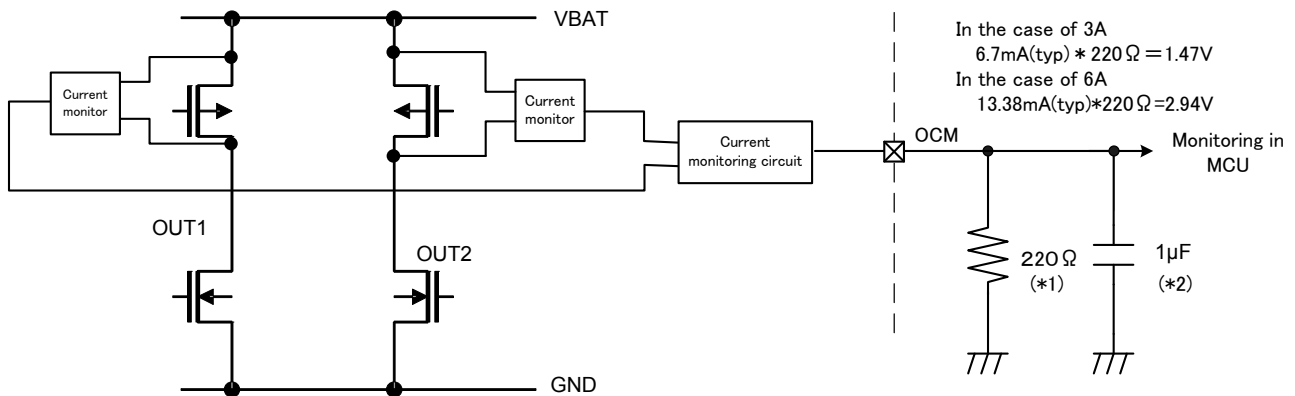 VBAT
In the case of 3A
6.7mA(typ)*220Ω=1.47V
In the case of 6A
13.38mA(typ)*220Ω=2.94V
Current
monitor
Current
monitor
Current
monitoring circuit
OCM
Monitoring in
MCU
OUT1
OUT2
220Ω
(*1)
1µF
(*2)
GND